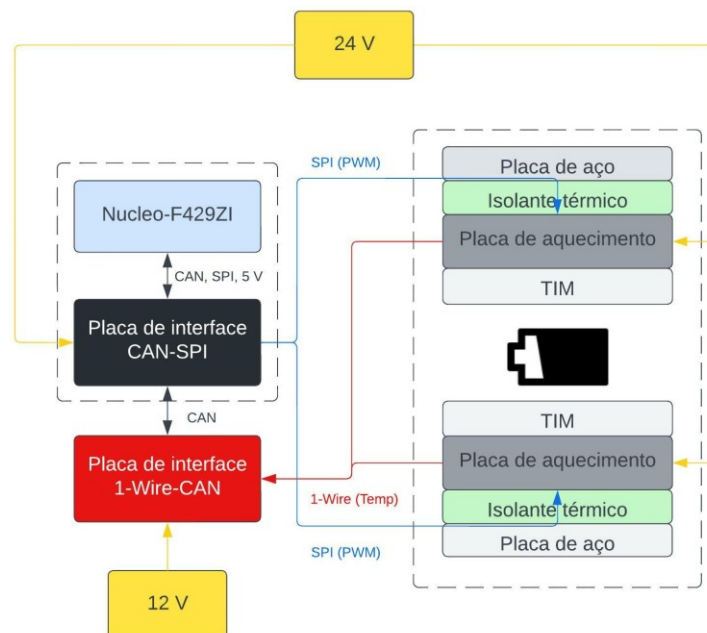 24 V
SPI (PWM)
Placa de aço
Isolante térmico
Placa de aquecimento
TIM
Nucleo-F429ZI
CAN, SPI, 5 V
Placa de interface
CAN-SPI
CAN
Placa de interface
1-Wire-CAN
TIM
Placa de aquecimento
1-Wire (Temp)
Isolante térmico
Placa de aço
SPI (PWM)
12 V